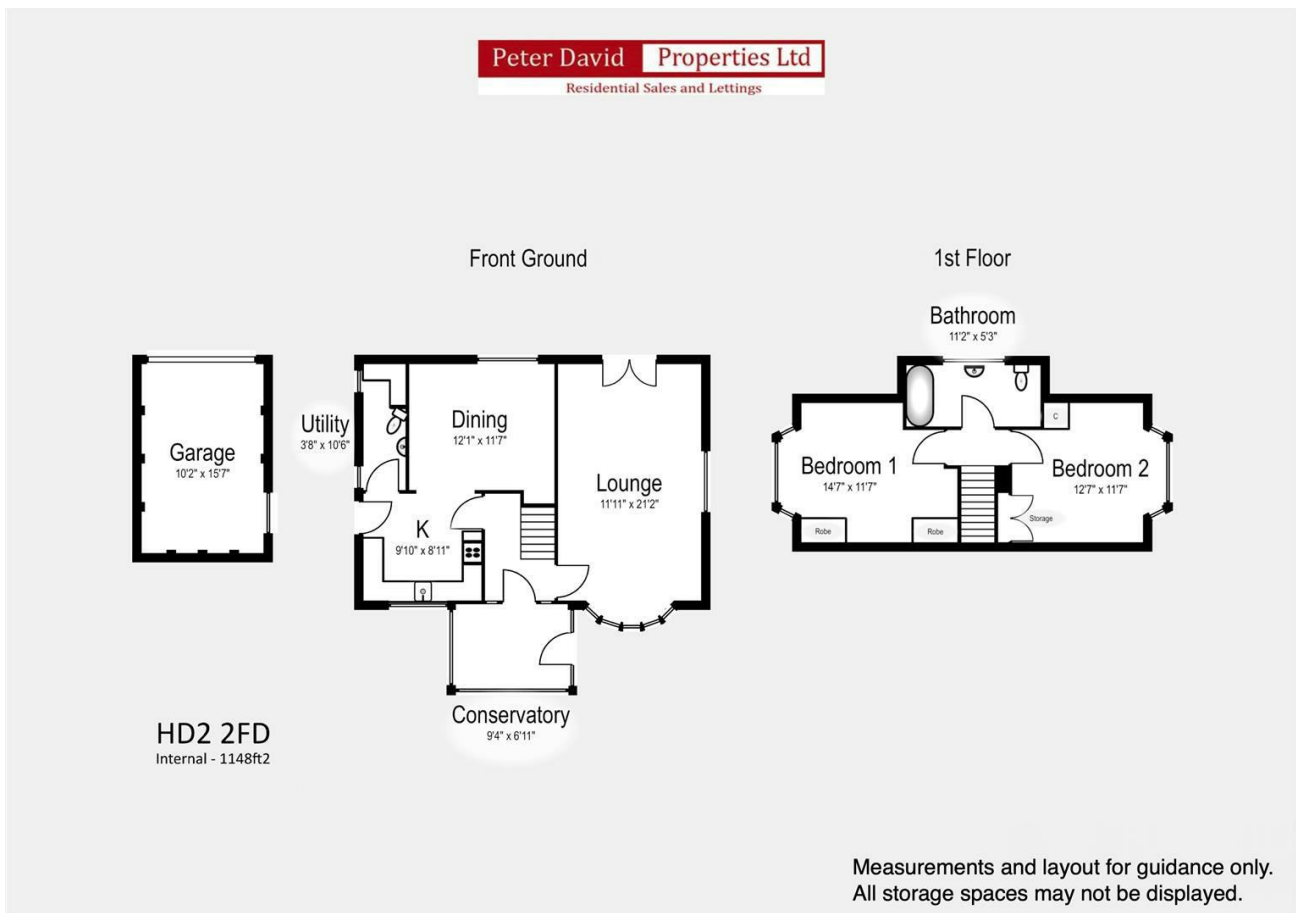 Peter David Properties Ltd
Residential Sales and Lettings
Front Ground
1st Floor
Bathroom
11'2" x 5'3"
Garage
10'2" x 15'7"
Utility
3'8" x 10'6"
Dining
12'1" x 11'7"
Lounge
11'11" x 21'2"
K
9'10" x 8'11"
Conservatory
9'4" x 6'11"
C
Bedroom 1
14'7" x 11'7"
Bedroom 2
12'7" x 11'7"
Robe
Robe
Storage
HD2 2FD
Internal - 1148ft2
Measurements and layout for guidance only.
All storage spaces may not be displayed.